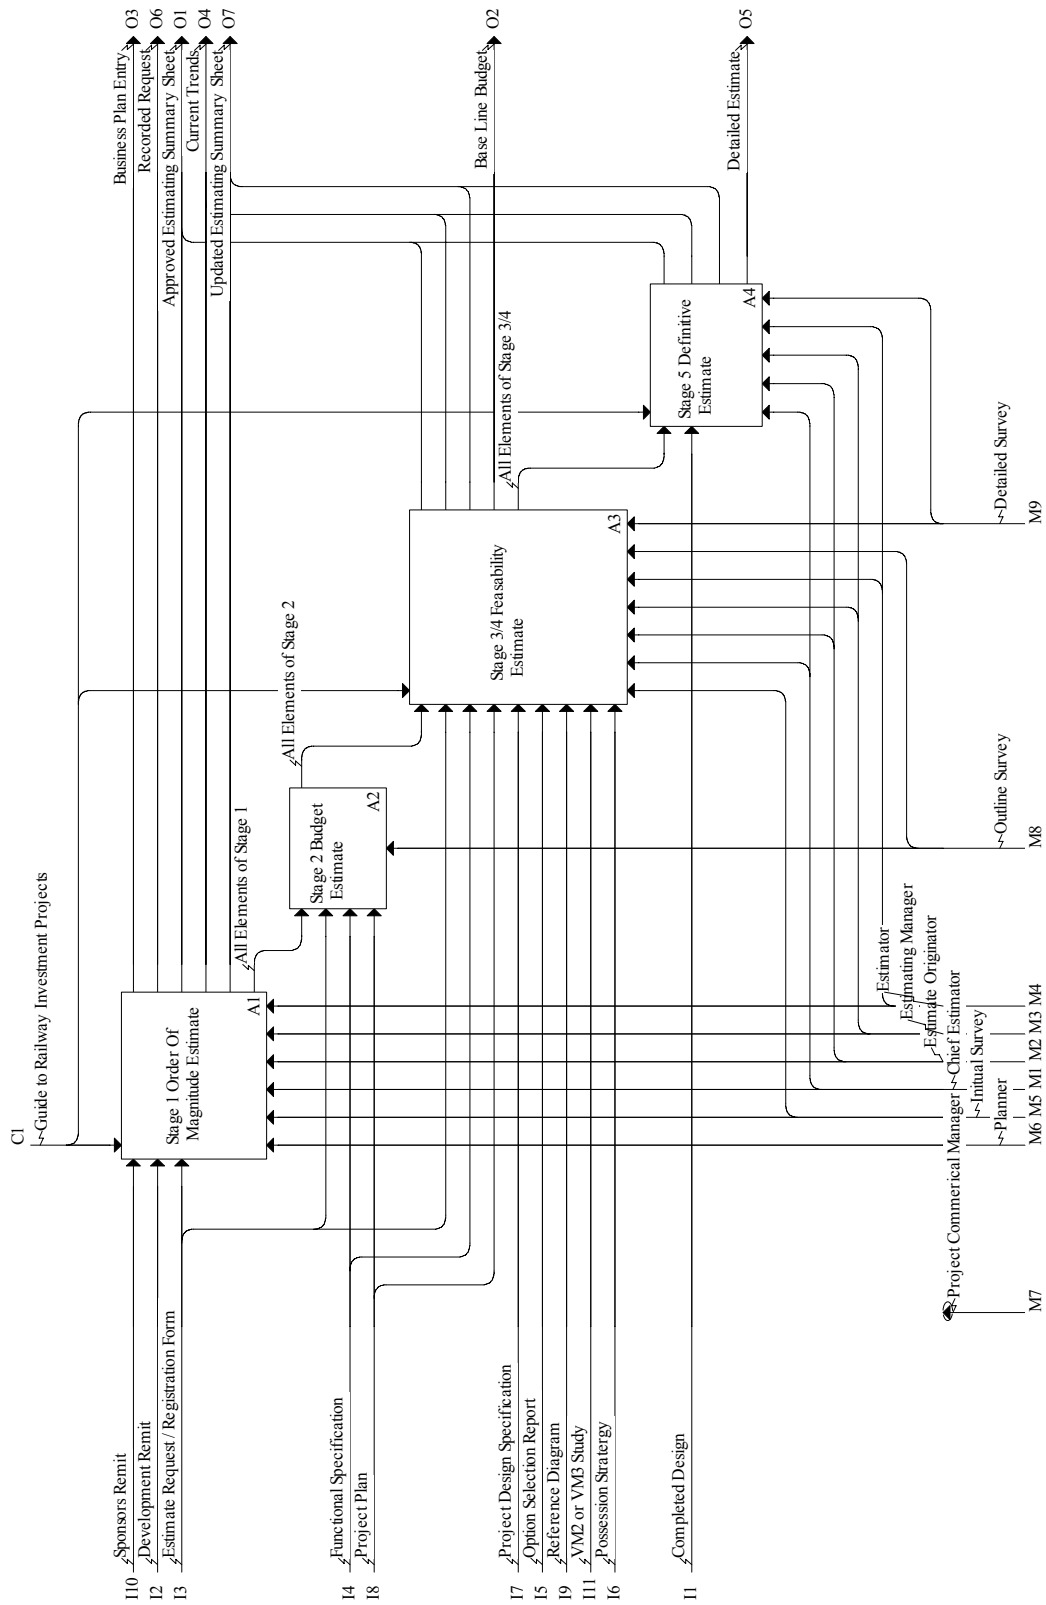 C1
Guide to Railway Investment Projects
I10
Sponsors Remit
I2
Development Remit
I3
Estimate Request / Registration Form
I4
Functional Specification
I8
Project Plan
I7
Project Design Specification
I5
Option Selection Report
I9
Reference Diagram
I11
VM2 or VM3 Study
I6
Possession Stratergy
I1
Completed Design
Stage 1 Order Of
Magnitude Estimate
A1
All Elements of Stage 1
Stage 2 Budget
Estimate
A2
All Elements of Stage 2
Stage 3/4 Feasability
Estimate
A3
All Elements of Stage 3/4
Stage 5 Definitive
Estimate
A4
Business Plan Entry
O3
Recorded Request
O6
Approved Estimating Summary Sheet
O1
Current Trends
O4
Updated Estimating Summary Sheet
O7
Base Line Budget
O2
Detailed Estimate
O5
Project Commerical Manager
M7
Planner
M6
Initual Survey
M5
Chief Estimator
M1
Estimate Originator
M2
Estimating Manager
M3
Estimator
M4
Outline Survey
M8
Detailed Survey
M9